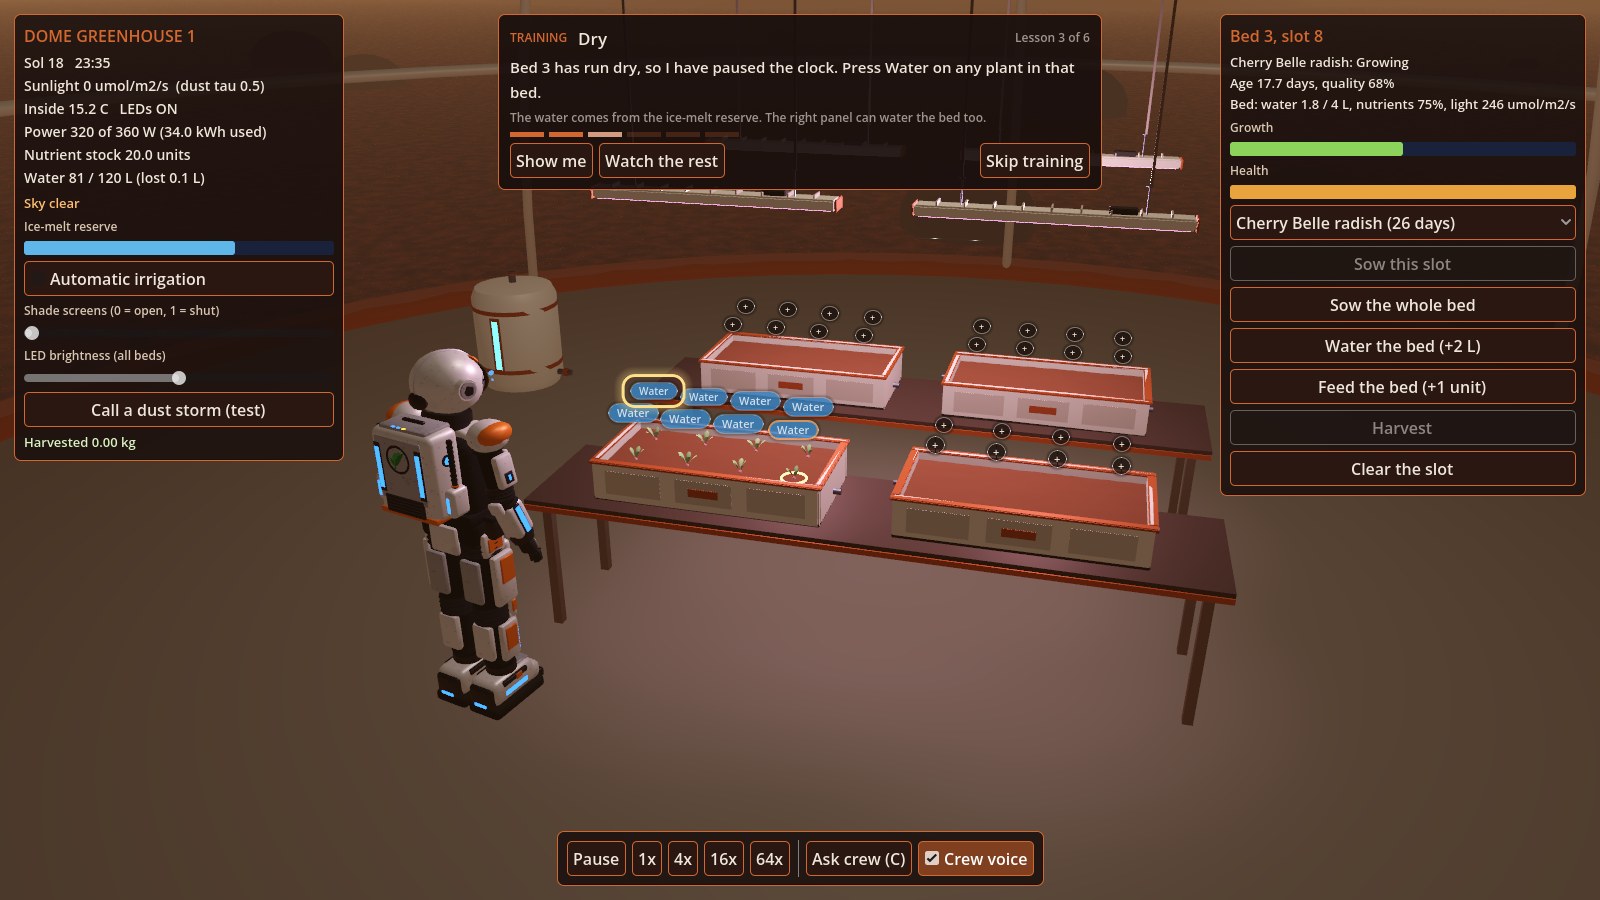 DOME GREENHOUSE 1
Sol 18 23:35
Sunlight 0 umol/m2/s (dust tau 0.5)
Inside 15.2 C LEDs ON
Power 320 of 360 W (34.0 kWh used)
Nutrient stock 20.0 units
Water 81 / 120 L (lost 0.1 L)
Sky clear
Ice-melt reserve
Automatic irrigation
Shade screens (0 = open, 1 = shut)
LED brightness (all beds)
Call a dust storm (test)
Harvested 0.00 kg
TRAINING Dry Lesson 3 of 6
Bed 3 has run dry, so I have paused the clock. Press Water on any plant in that
bed.
The water comes from the ice-melt reserve. The right panel can water the bed too.
Show me Watch the rest Skip training
Water Water Water Water
Water Water Water Water
Bed 3, slot 8
Cherry Belle radish: Growing
Age 17.7 days, quality 68%
Bed: water 1.8 / 4 L, nutrients 75%, light 246 umol/m2/s
Growth
Health
Cherry Belle radish (26 days)
Sow this slot
Sow the whole bed
Water the bed (+2 L)
Feed the bed (+1 unit)
Harvest
Clear the slot
Pause 1x 4x 16x 64x Ask crew (C) Crew voice